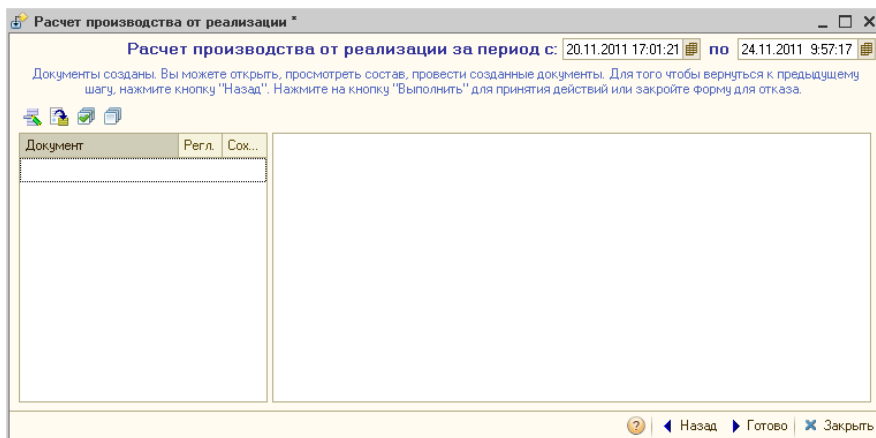 Расчет производства от реализации *
Расчет производства от реализации за период с: 20.11.2011 17:01:21 по 24.11.2011 9:57:17
Документы созданы. Вы можете открыть, просмотреть состав, провести созданные документы. Для того чтобы вернуться к предыдущему
шагу, нажмите кнопку "Назад". Нажмите на кнопку "Выполнить" для принятия действий или закройте форму для отказа.
Документ Регл. Сох...
? Назад Готово Закрыть